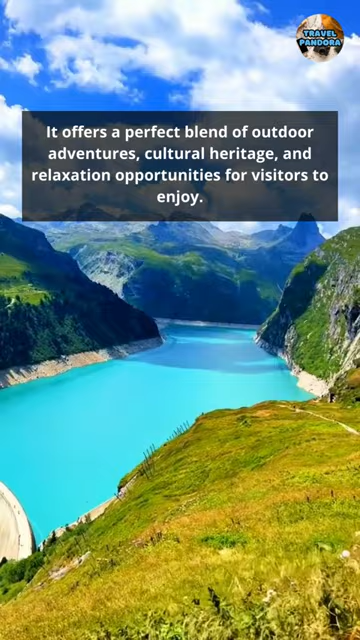 TRAVEL
PANDORA
It offers a perfect blend of outdoor
adventures, cultural heritage, and
relaxation opportunities for visitors to
enjoy.